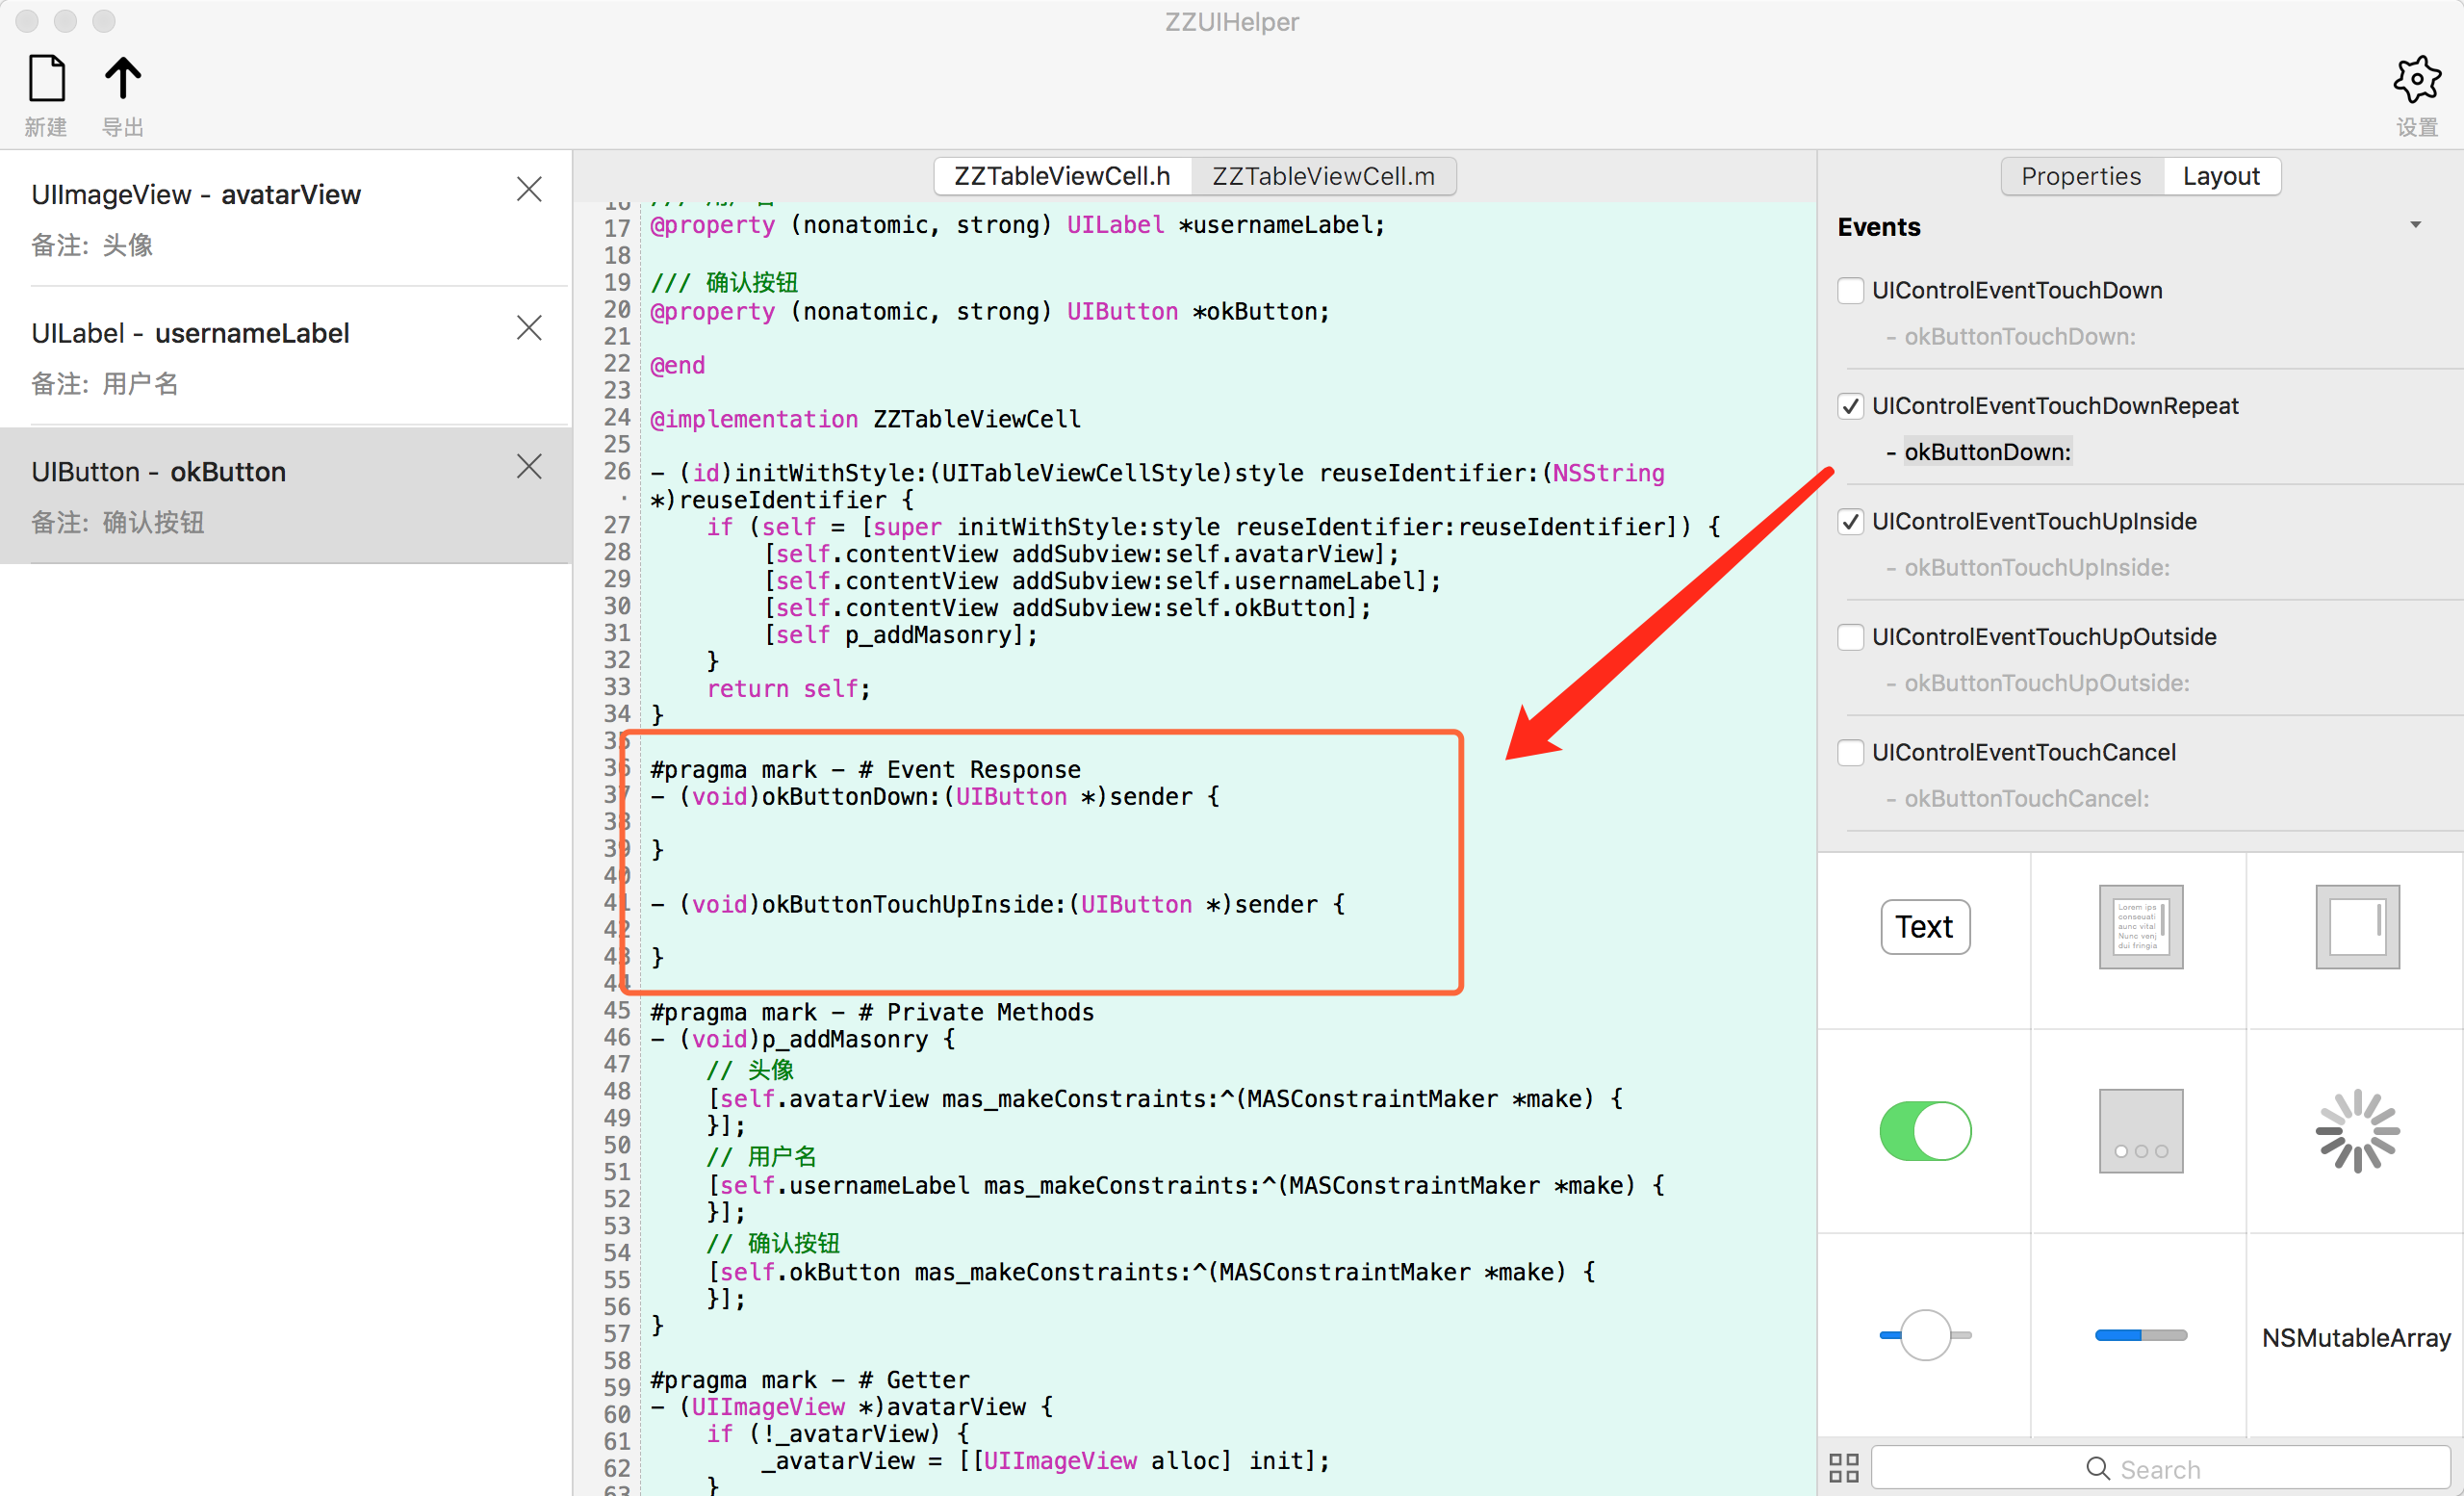 ZZUIHelper
新建
导出
设置
UIImageView - avatarView
备注: 头像
UILabel - usernameLabel
备注: 用户名
UIButton - okButton
备注: 确认按钮
ZZTableViewCell.h
ZZTableViewCell.m
16
17 @property (nonatomic, strong) UILabel *usernameLabel;
18
19 /// 确认按钮
20 @property (nonatomic, strong) UIButton *okButton;
21
22 @end
23
24 @implementation ZZTableViewCell
25
26 - (id)initWithStyle:(UITableViewCellStyle)style reuseIdentifier:(NSString
· *)reuseIdentifier {
27 if (self = [super initWithStyle:style reuseIdentifier:reuseIdentifier]) {
28 [self.contentView addSubview:self.avatarView];
29 [self.contentView addSubview:self.usernameLabel];
30 [self.contentView addSubview:self.okButton];
31 [self p_addMasonry];
32 }
33 return self;
34 }
35
36 #pragma mark - # Event Response
37 - (void)okButtonDown:(UIButton *)sender {
38
39 }
40
41 - (void)okButtonTouchUpInside:(UIButton *)sender {
42
43 }
44
45 #pragma mark - # Private Methods
46 - (void)p_addMasonry {
47 // 头像
48 [self.avatarView mas_makeConstraints:^(MASConstraintMaker *make) {
49 }];
50 // 用户名
51 [self.usernameLabel mas_makeConstraints:^(MASConstraintMaker *make) {
52 }];
53 // 确认按钮
54 [self.okButton mas_makeConstraints:^(MASConstraintMaker *make) {
55 }];
56 }
57
58 #pragma mark - # Getter
59 - (UIImageView *)avatarView {
60 if (!_avatarView) {
61 _avatarView = [[UIImageView alloc] init];
62 }
63
Properties
Layout
Events
UIControlEventTouchDown
- okButtonTouchDown:
UIControlEventTouchDownRepeat
- okButtonDown:
UIControlEventTouchUpInside
- okButtonTouchUpInside:
UIControlEventTouchUpOutside
- okButtonTouchUpOutside:
UIControlEventTouchCancel
- okButtonTouchCancel:
Text
Lorem ips
conseuati
aunc vital
Nunc venj
dui fringia
NSMutableArray
Search